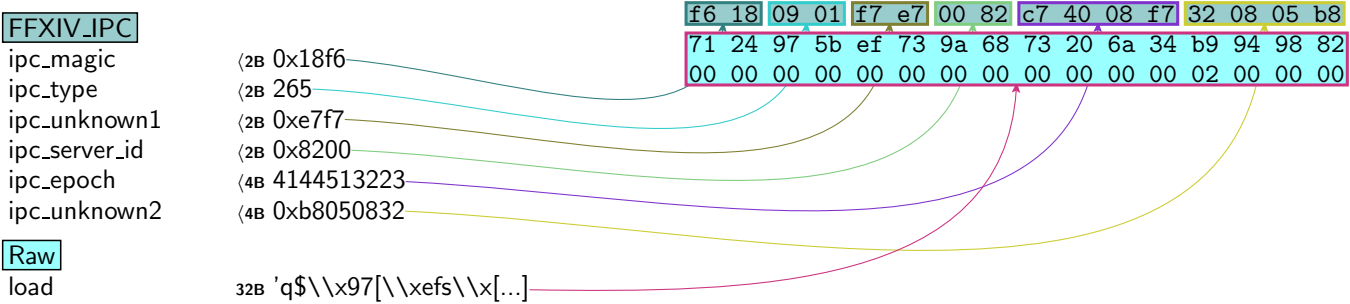 f6 18 09 01 f7 e7 00 82 c7 40 08 f7 32 08 05 b8
FFXIV_IPC
71 24 97 5b ef 73 9a 68 73 20 6a 34 b9 94 98 82
ipc_magic ⟨2B 0x18f6
00 00 00 00 00 00 00 00 00 00 00 00 02 00 00 00
ipc_type ⟨2B 265
ipc_unknown1 ⟨2B 0xe7f7
ipc_server_id ⟨2B 0x8200
ipc_epoch ⟨4B 4144513223
ipc_unknown2 ⟨4B 0xb8050832
Raw
load 32B 'q$\\x97[\\xefs\\x[...]